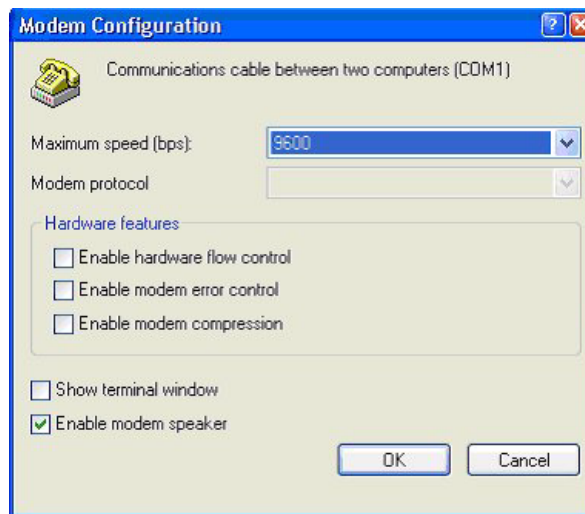 Modem Configuration
Communications cable between two computers (COM1)
Maximum speed (bps):
9600
Modem protocol
Hardware features
Enable hardware flow control
Enable modem error control
Enable modem compression
Show terminal window
Enable modem speaker
OK
Cancel